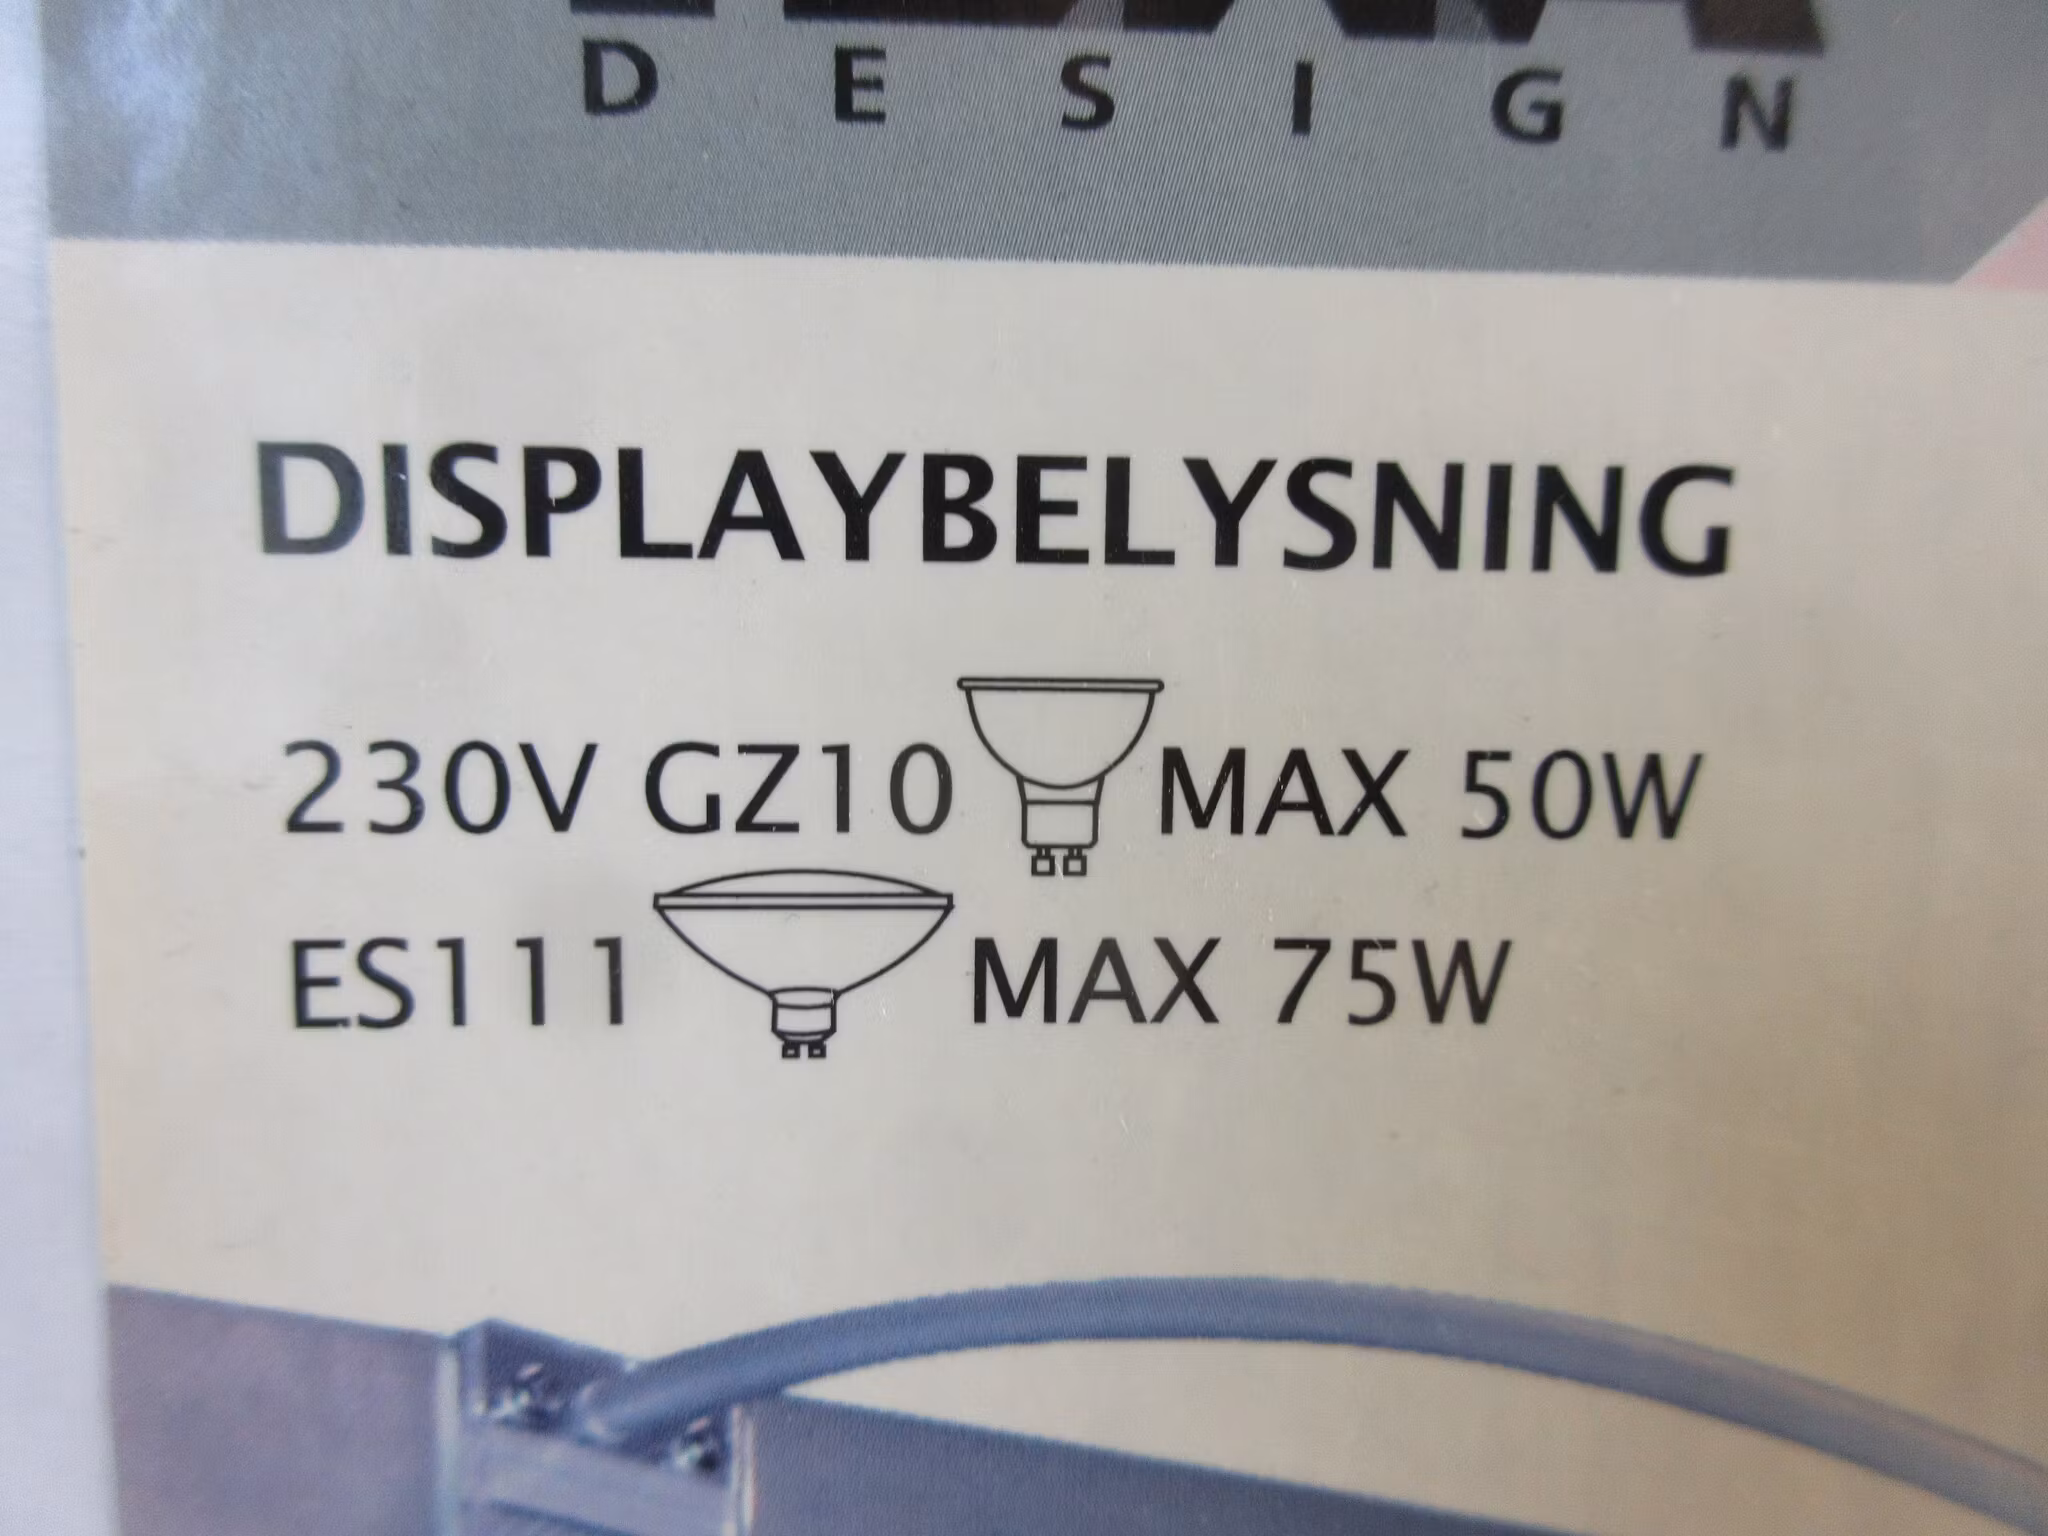 DESIGN
DISPLAYBELYSNING
230V GZ10 MAX 50W
ES111 MAX 75W